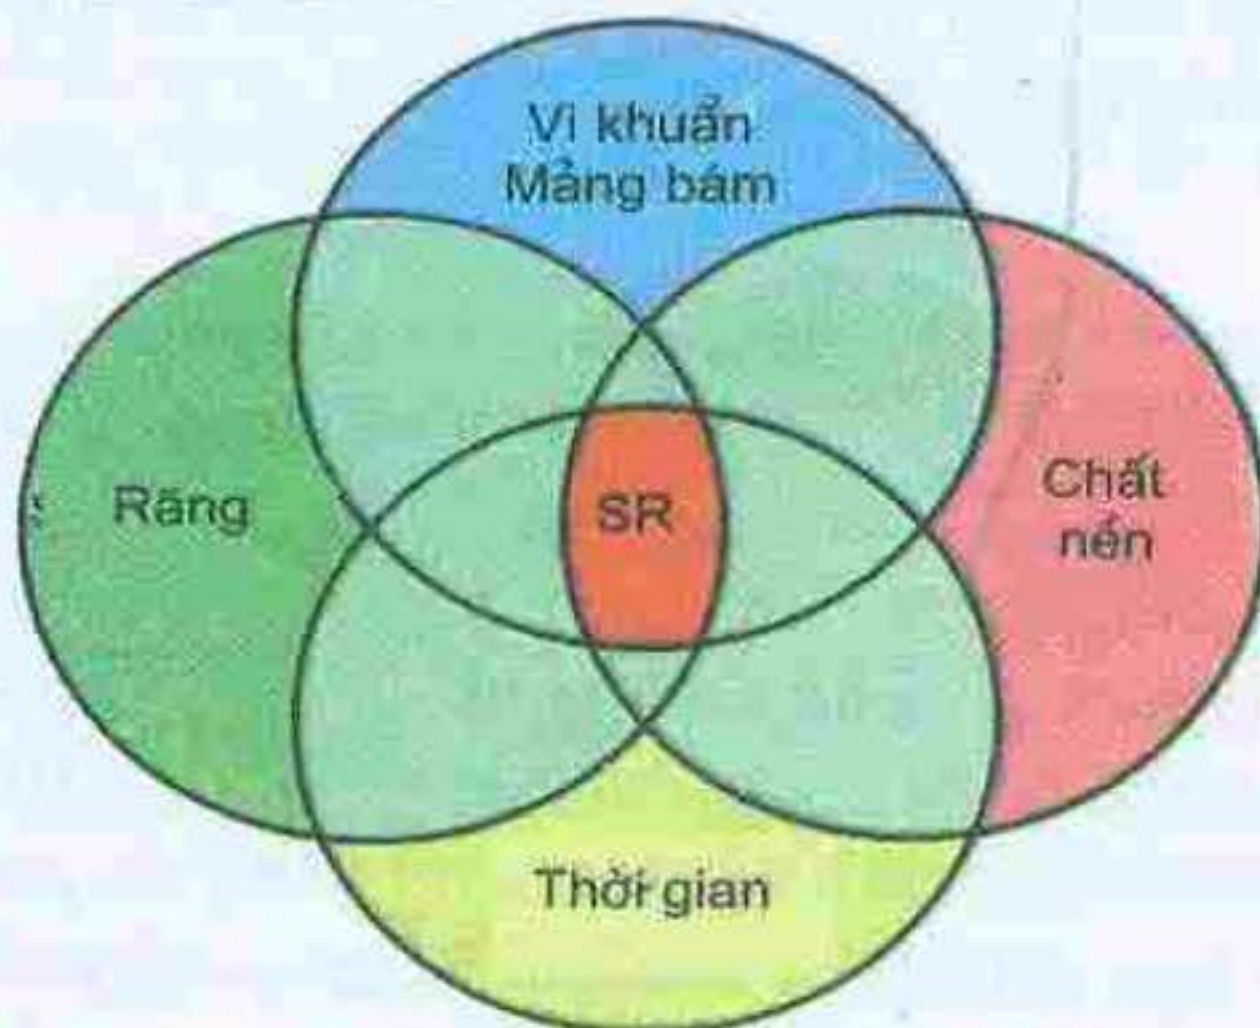 Vi khuẩn
Mảng bám
Răng
SR
Chất
nền
Thời gian